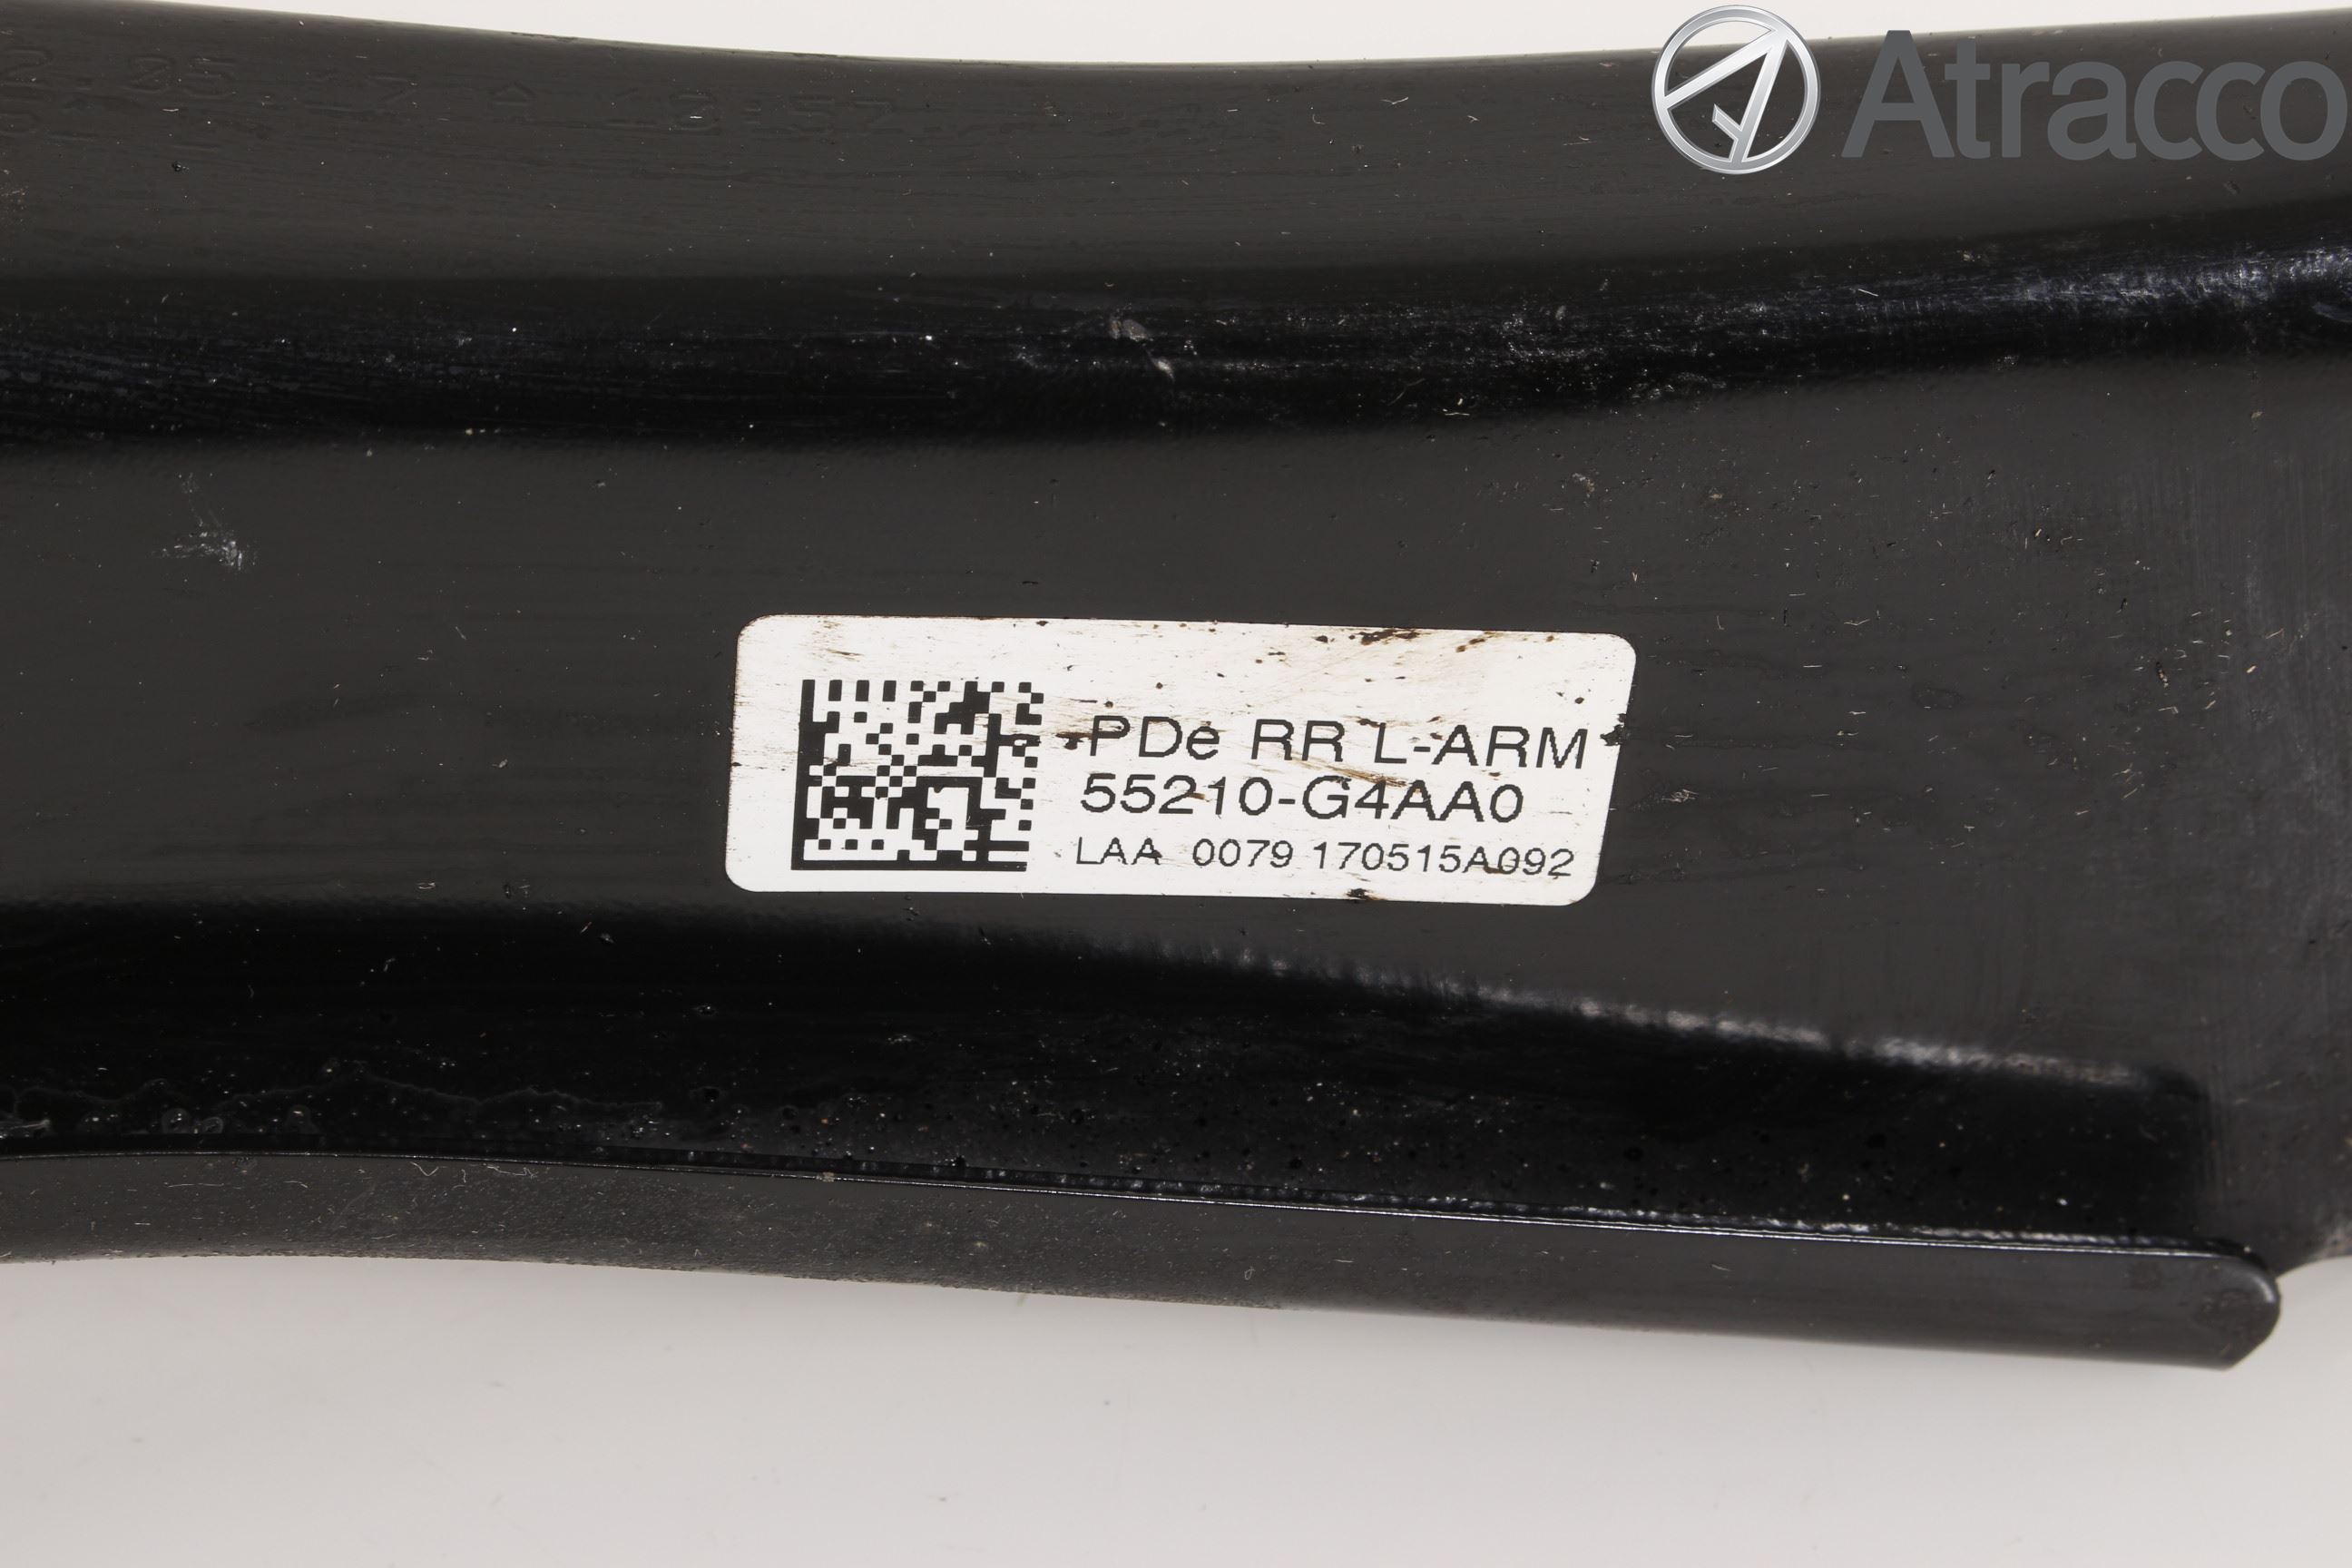 Atracco
PDe RR L-ARM
55210-G4AA0
LAA 0079 170515A092